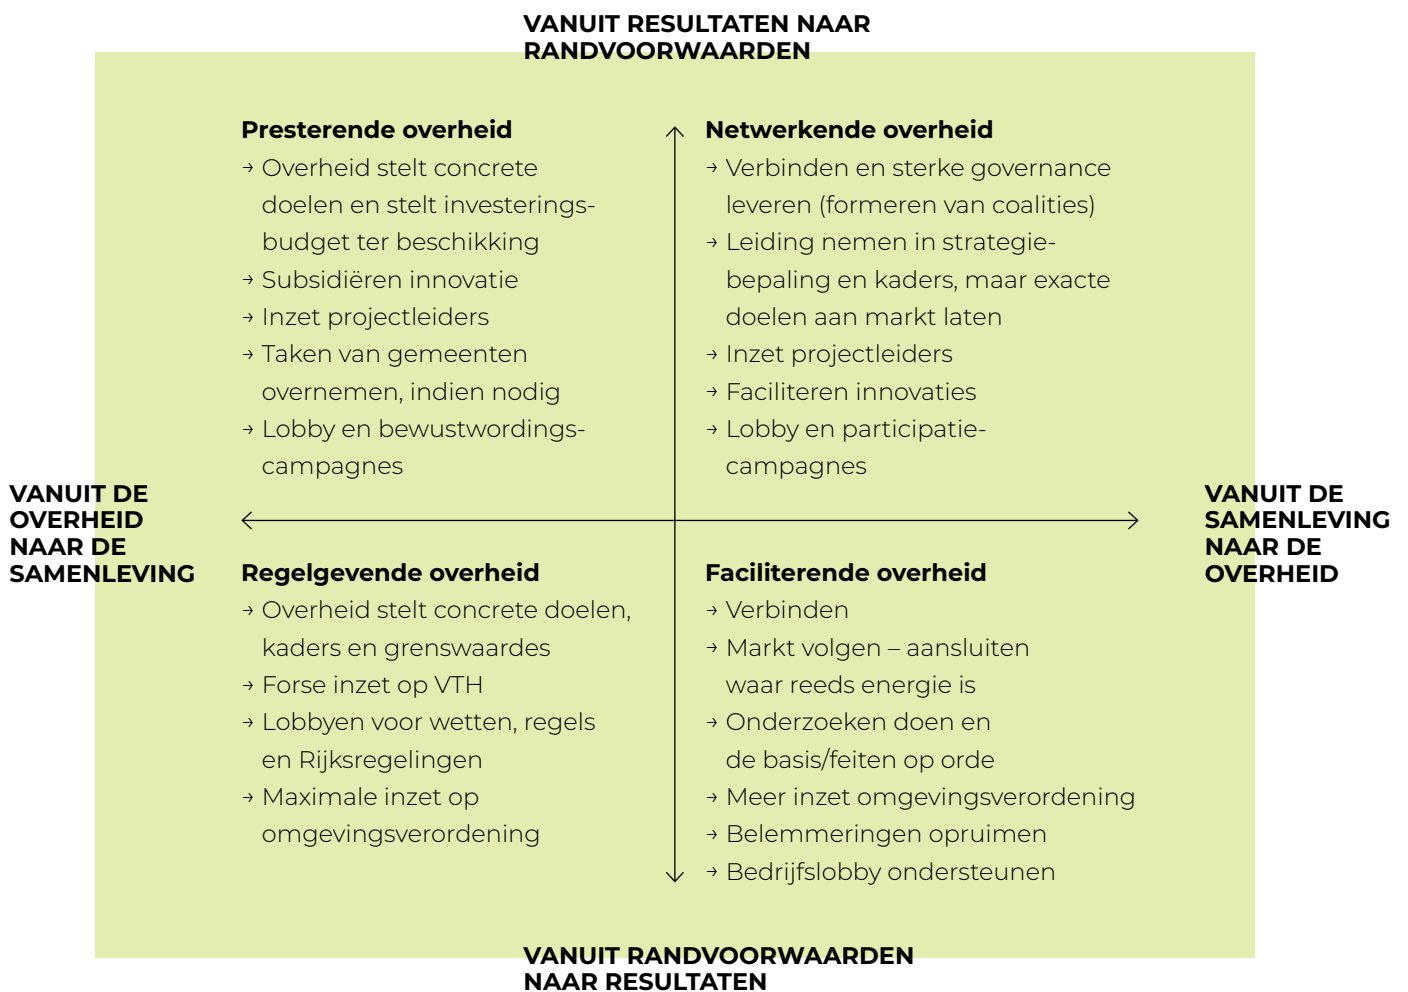 VANUIT RESULTATEN NAAR
RANDVOORWAARDEN
Presterende overheid
→ Overheid stelt concrete
doelen en stelt investerings-
budget ter beschikking
→ Subsidiëren innovatie
→ Inzet projectleiders
→ Taken van gemeenten
overnemen, indien nodig
→ Lobby en bewustwordings-
campagnes
Netwerkende overheid
→ Verbinden en sterke governance
leveren (formeren van coalities)
→ Leiding nemen in strategie-
bepaling en kaders, maar exacte
doelen aan markt laten
→ Inzet projectleiders
→ Faciliteren innovaties
→ Lobby en participatie-
campagnes
VANUIT DE
OVERHEID
NAAR DE
SAMENLEVING
VANUIT DE
SAMENLEVING
NAAR DE
OVERHEID
Regelgevende overheid
→ Overheid stelt concrete doelen,
kaders en grenswaardes
→ Forse inzet op VTH
→ Lobbyen voor wetten, regels
en Rijksregelingen
→ Maximale inzet op
omgevingsverordening
Faciliterende overheid
→ Verbinden
→ Markt volgen – aansluiten
waar reeds energie is
→ Onderzoeken doen en
de basis/feiten op orde
→ Meer inzet omgevingsverordening
→ Belemmeringen opruimen
→ Bedrijfslobby ondersteunen
VANUIT RANDVOORWAARDEN
NAAR RESULTATEN